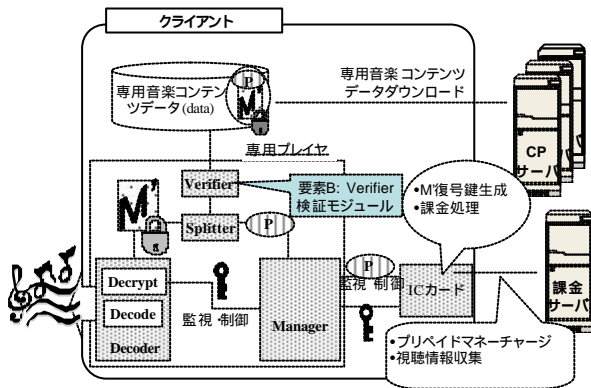 クライアント
P
専用音楽コンテン
ツデータ(data)
M'
専用音楽コンテンツ
データダウンロード
CP
サーバ
専用プレイヤ
Verifier
要素B: Verifier
検証モジュール
•M'復号鍵生成
•課金処理
M'
Splitter
P
P
ICカード
課金
サーバ
Decrypt
Decode
Decoder
監視・制御
Manager
監視・制御
•プリペイドマネーチャージ
•視聴情報収集